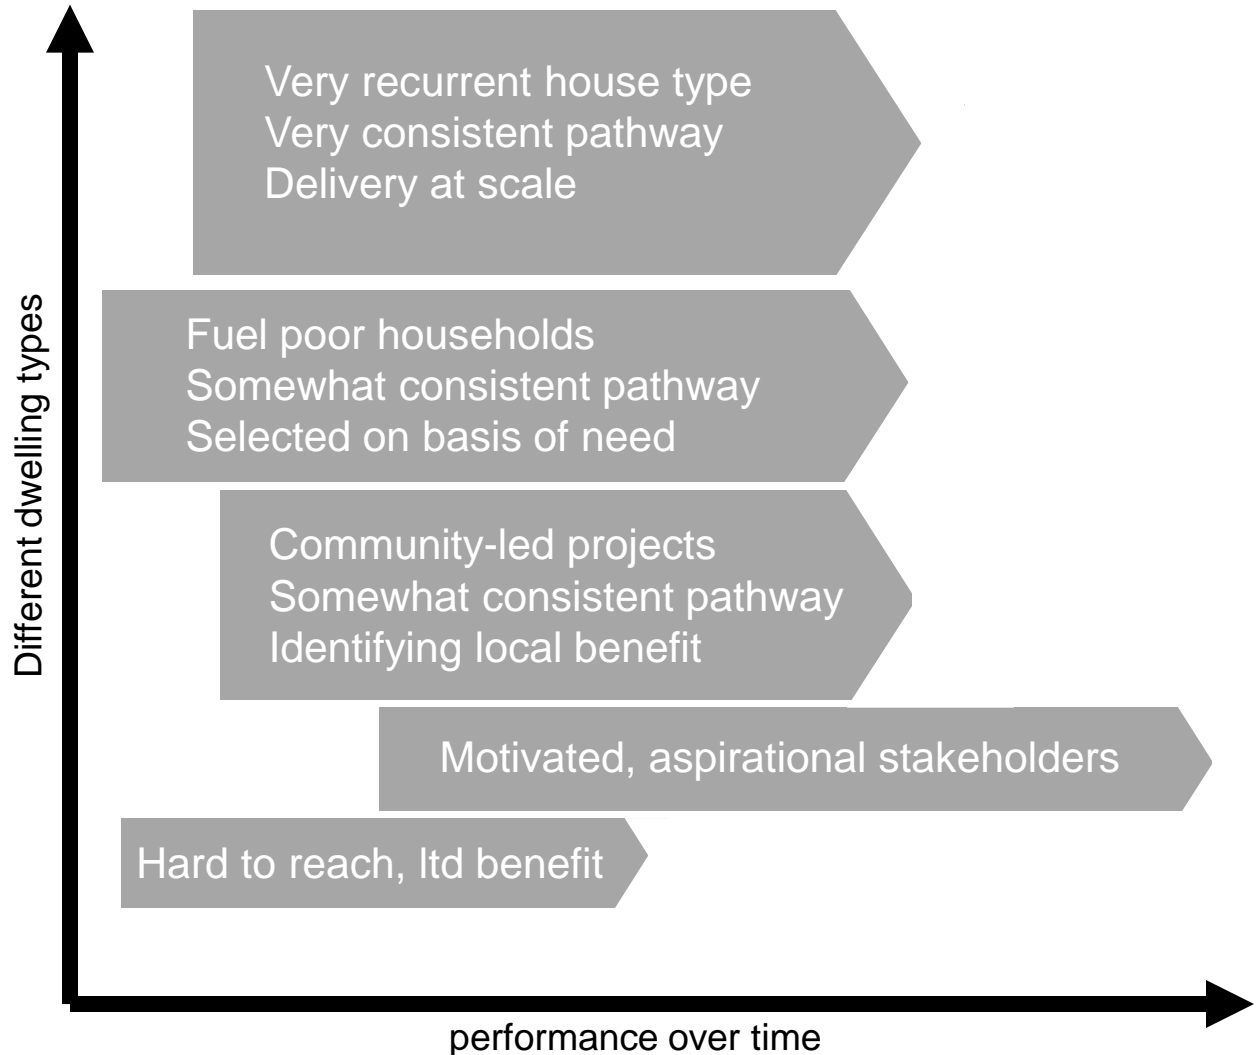 Very recurrent house type
Very consistent pathway
Delivery at scale
Fuel poor households
Somewhat consistent pathway
Selected on basis of need
Community-led projects
Somewhat consistent pathway
Identifying local benefit
Motivated, aspirational stakeholders
Hard to reach, ltd benefit
Different dwelling types
performance over time